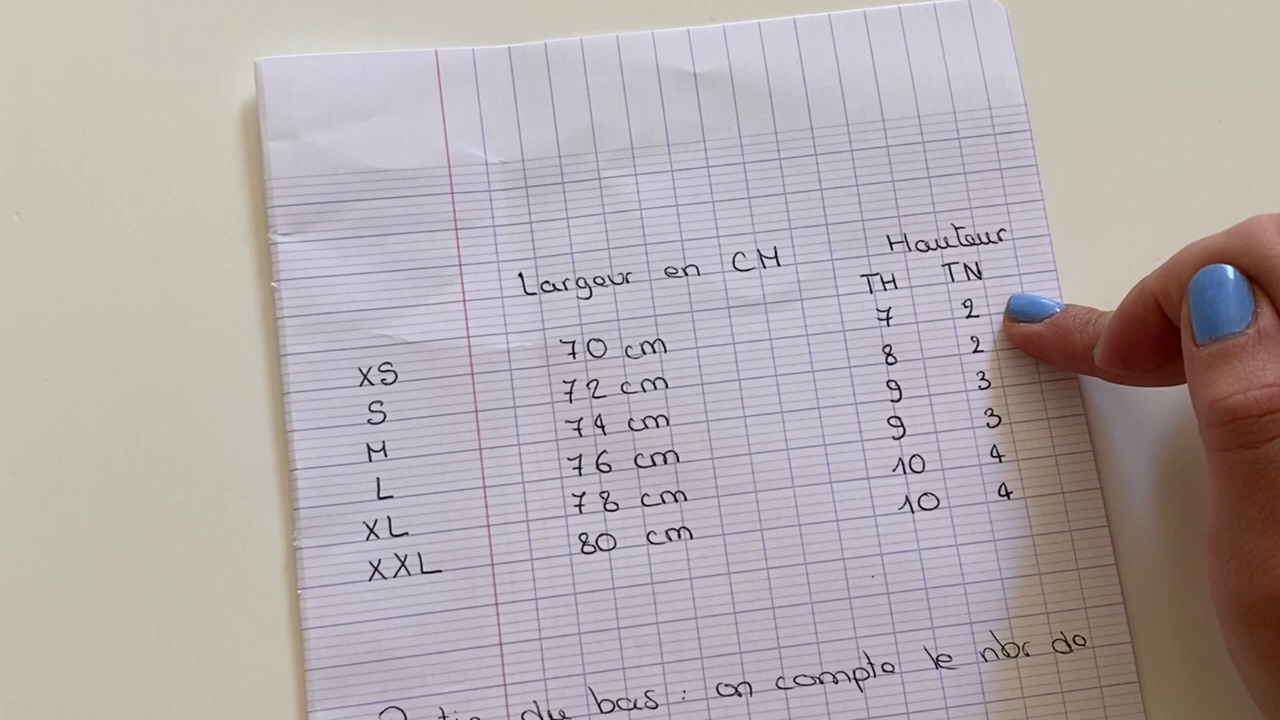 Hauteur
Largeur en CM TH TN
XS 70 cm 7 2
S 72 cm 8 2
M 74 cm 9 3
L 76 cm 9 3
XL 78 cm 10 4
XXL 80 cm 10 4
du bas : on compte le nbr de